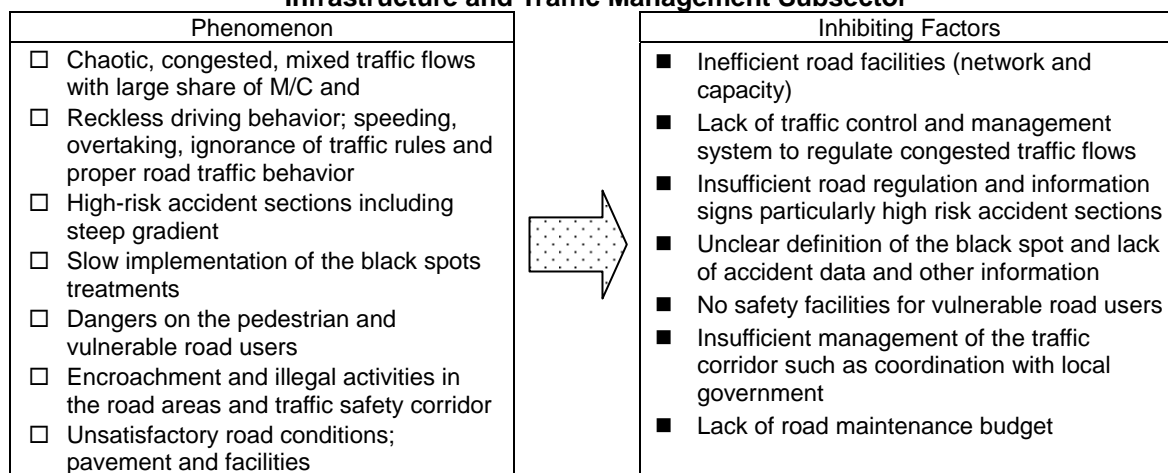 Infrastructure and Traffic Management Subsector
Phenomenon
☐ Chaotic, congested, mixed traffic flows
with large share of M/C and
☐ Reckless driving behavior; speeding,
overtaking, ignorance of traffic rules and
proper road traffic behavior
☐ High-risk accident sections including
steep gradient
☐ Slow implementation of the black spots
treatments
☐ Dangers on the pedestrian and
vulnerable road users
☐ Encroachment and illegal activities in
the road areas and traffic safety corridor
☐ Unsatisfactory road conditions;
pavement and facilities
Inhibiting Factors
■ Inefficient road facilities (network and
capacity)
■ Lack of traffic control and management
system to regulate congested traffic flows
■ Insufficient road regulation and information
signs particularly high risk accident sections
■ Unclear definition of the black spot and lack
of accident data and other information
■ No safety facilities for vulnerable road users
■ Insufficient management of the traffic
corridor such as coordination with local
government
■ Lack of road maintenance budget